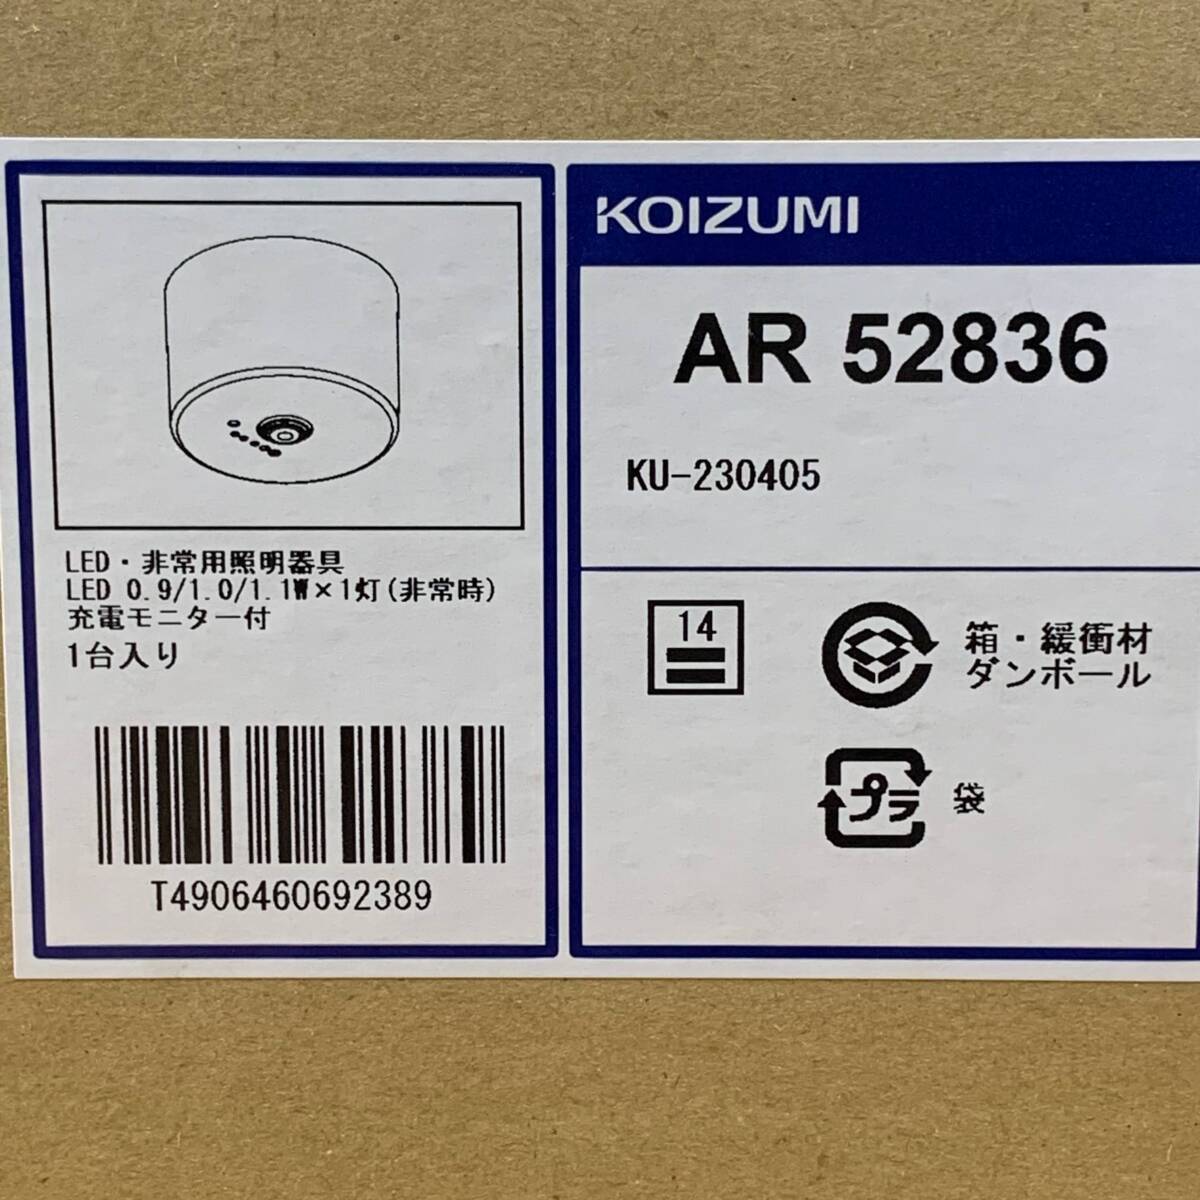 KOIZUMI
AR 52836
KU-230405
LED・非常用照明器具
LED 0.9/1.0/1.1W×1灯(非常時)
充電モニター付
1台入り
T4906460692389
14
箱・緩衝材
ダンボール
プラ
袋